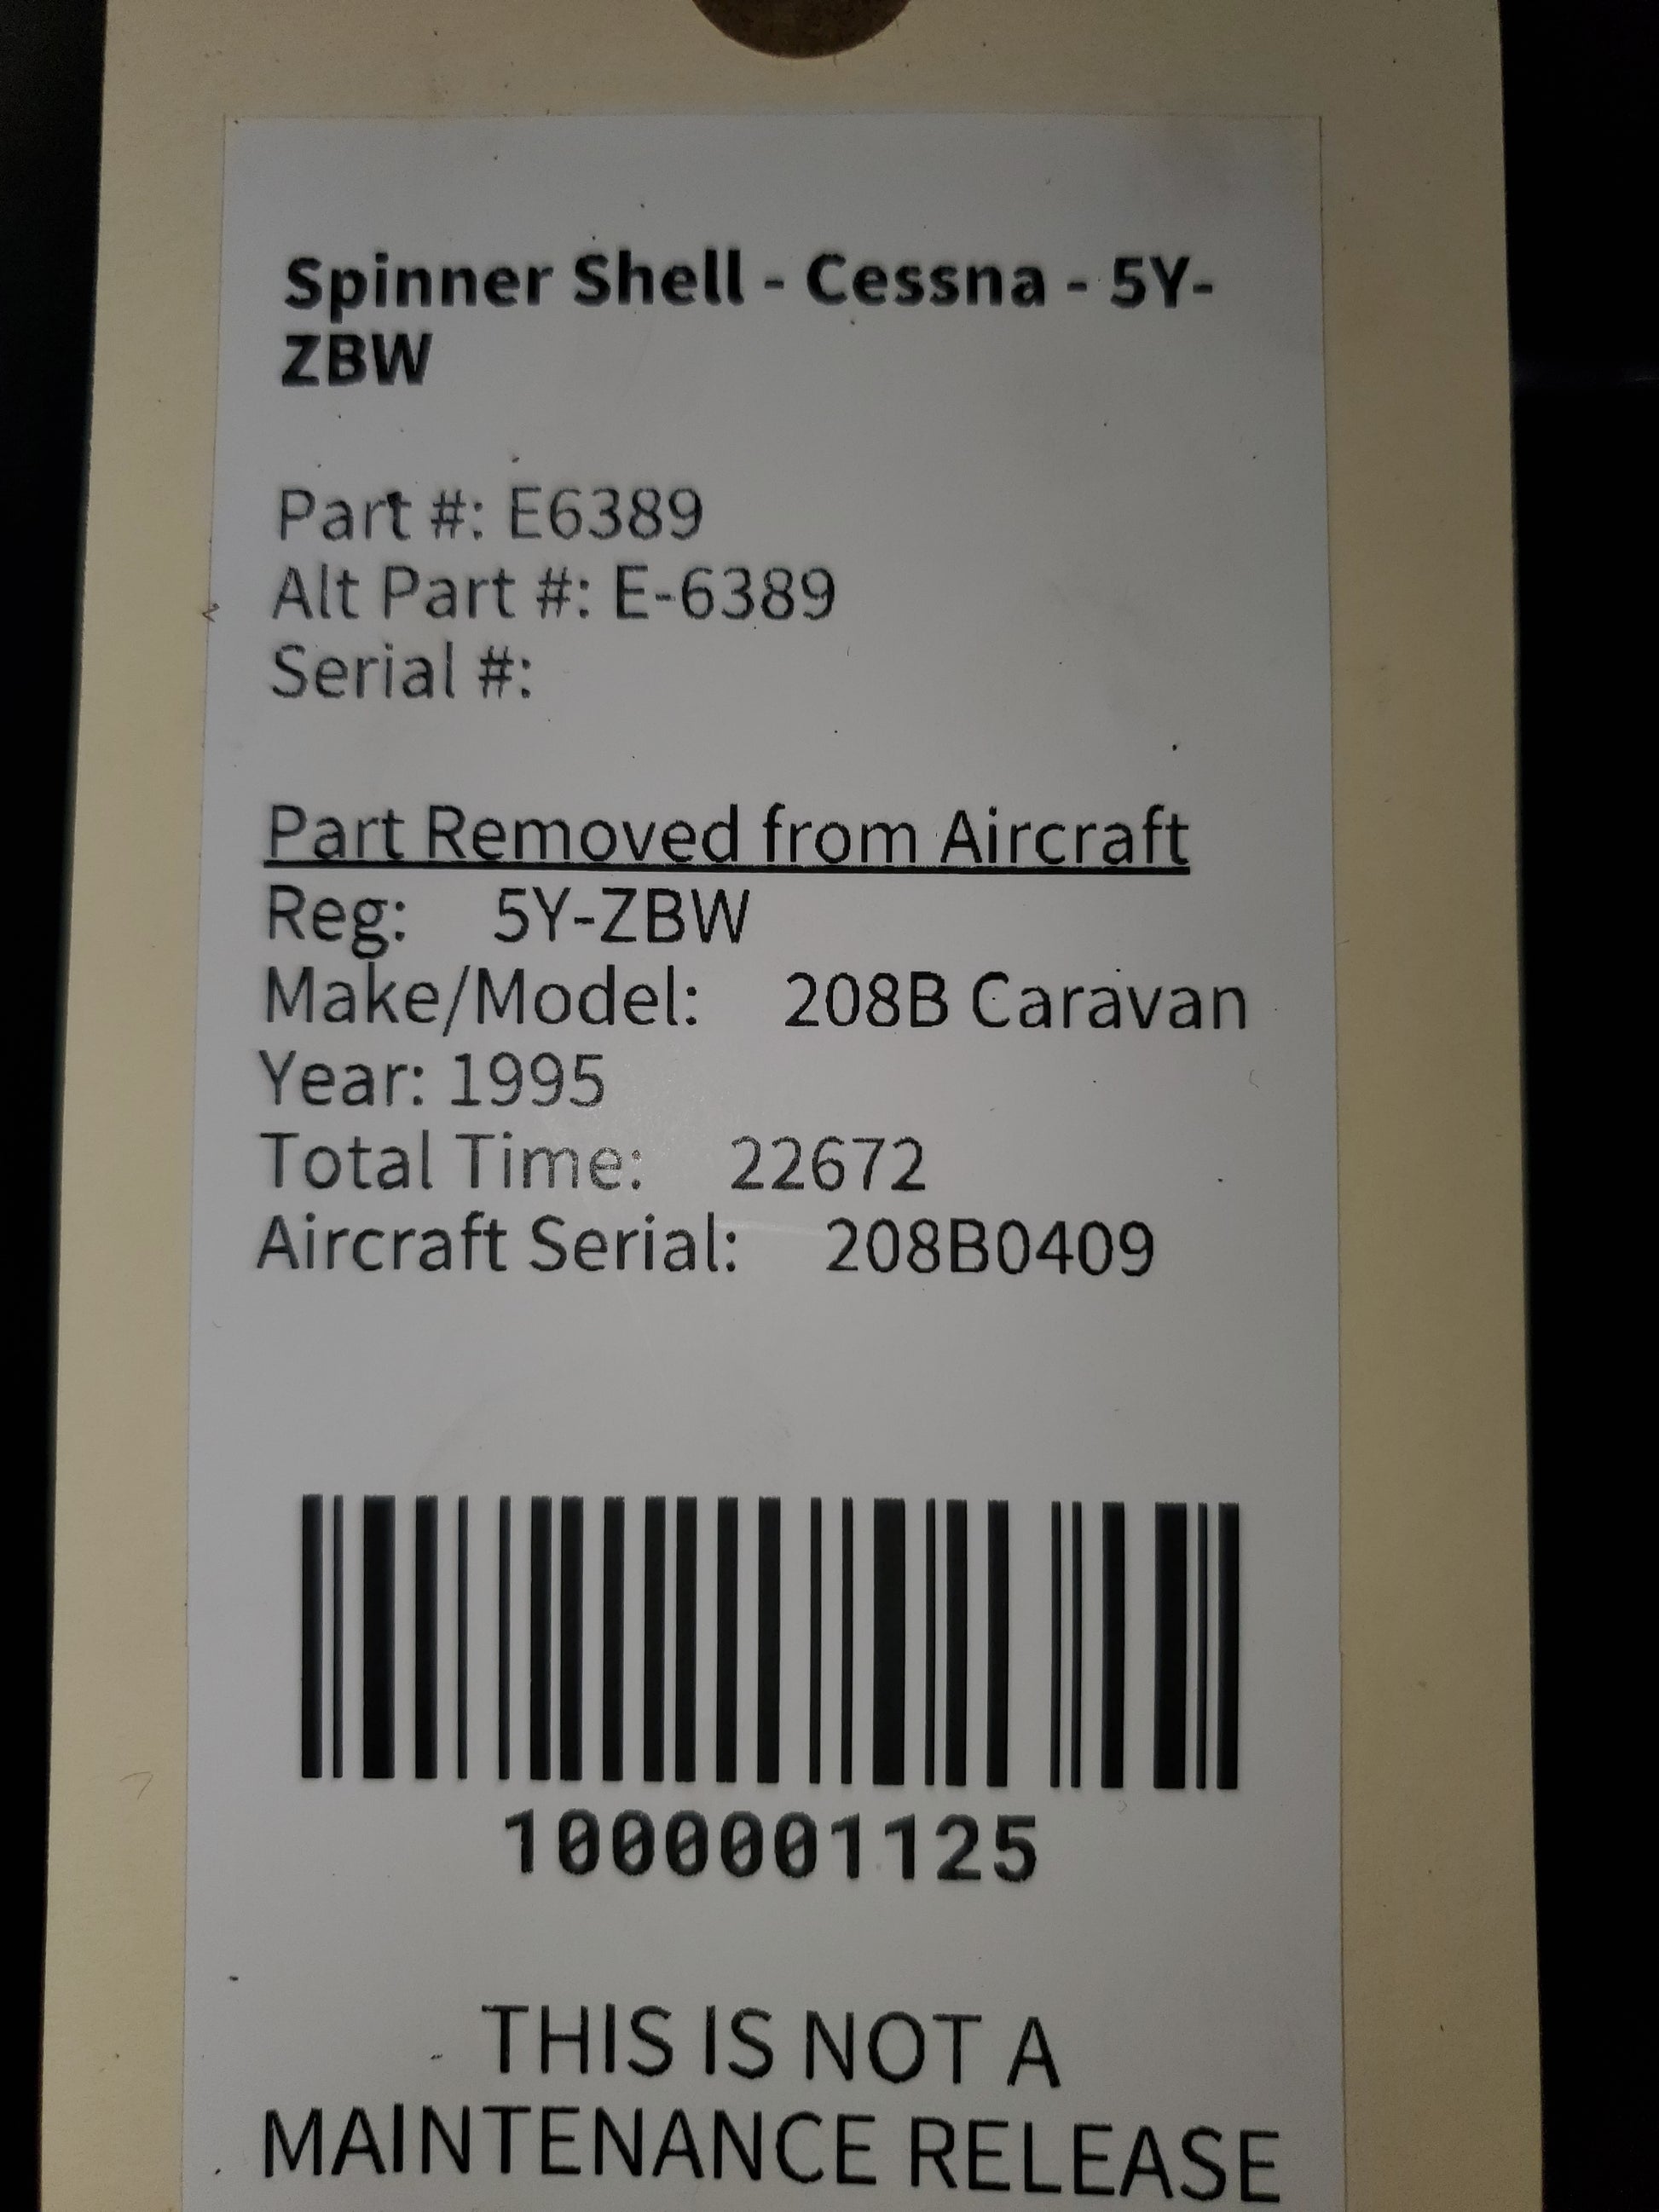 Spinner Shell - Cessna - 5Y-
ZBW
Part #: E6389
Alt Part #: E-6389
Serial #:
Part Removed from Aircraft
Reg: 5Y-ZBW
Make/Model: 208B Caravan
Year: 1995
Total Time: 22672
Aircraft Serial: 208B0409
1000001125
THIS IS NOT A
MAINTENANCE RELEASE